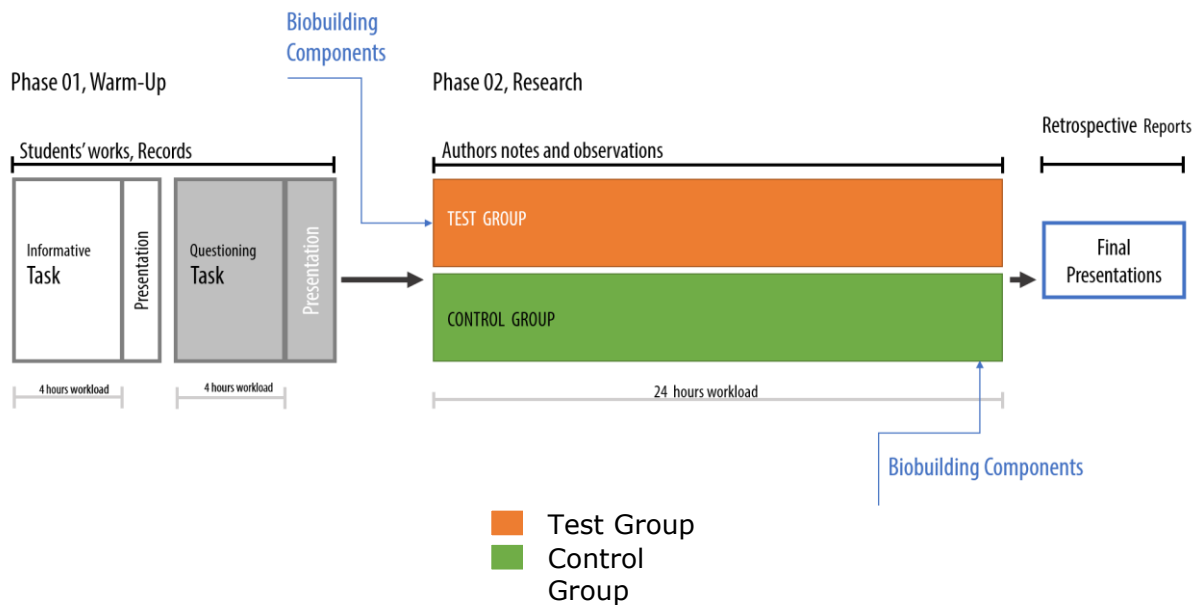 Biobuilding
Components
Phase 01, Warm-Up
Phase 02, Research
Retrospective Reports
Students' works, Records
Authors notes and observations
Informative
Task
Presentation
Questioning
Task
Presentation
TEST GROUP
CONTROL GROUP
Final
Presentations
4 hours workload
4 hours workload
24 hours workload
Biobuilding Components
Test Group
Control
Group